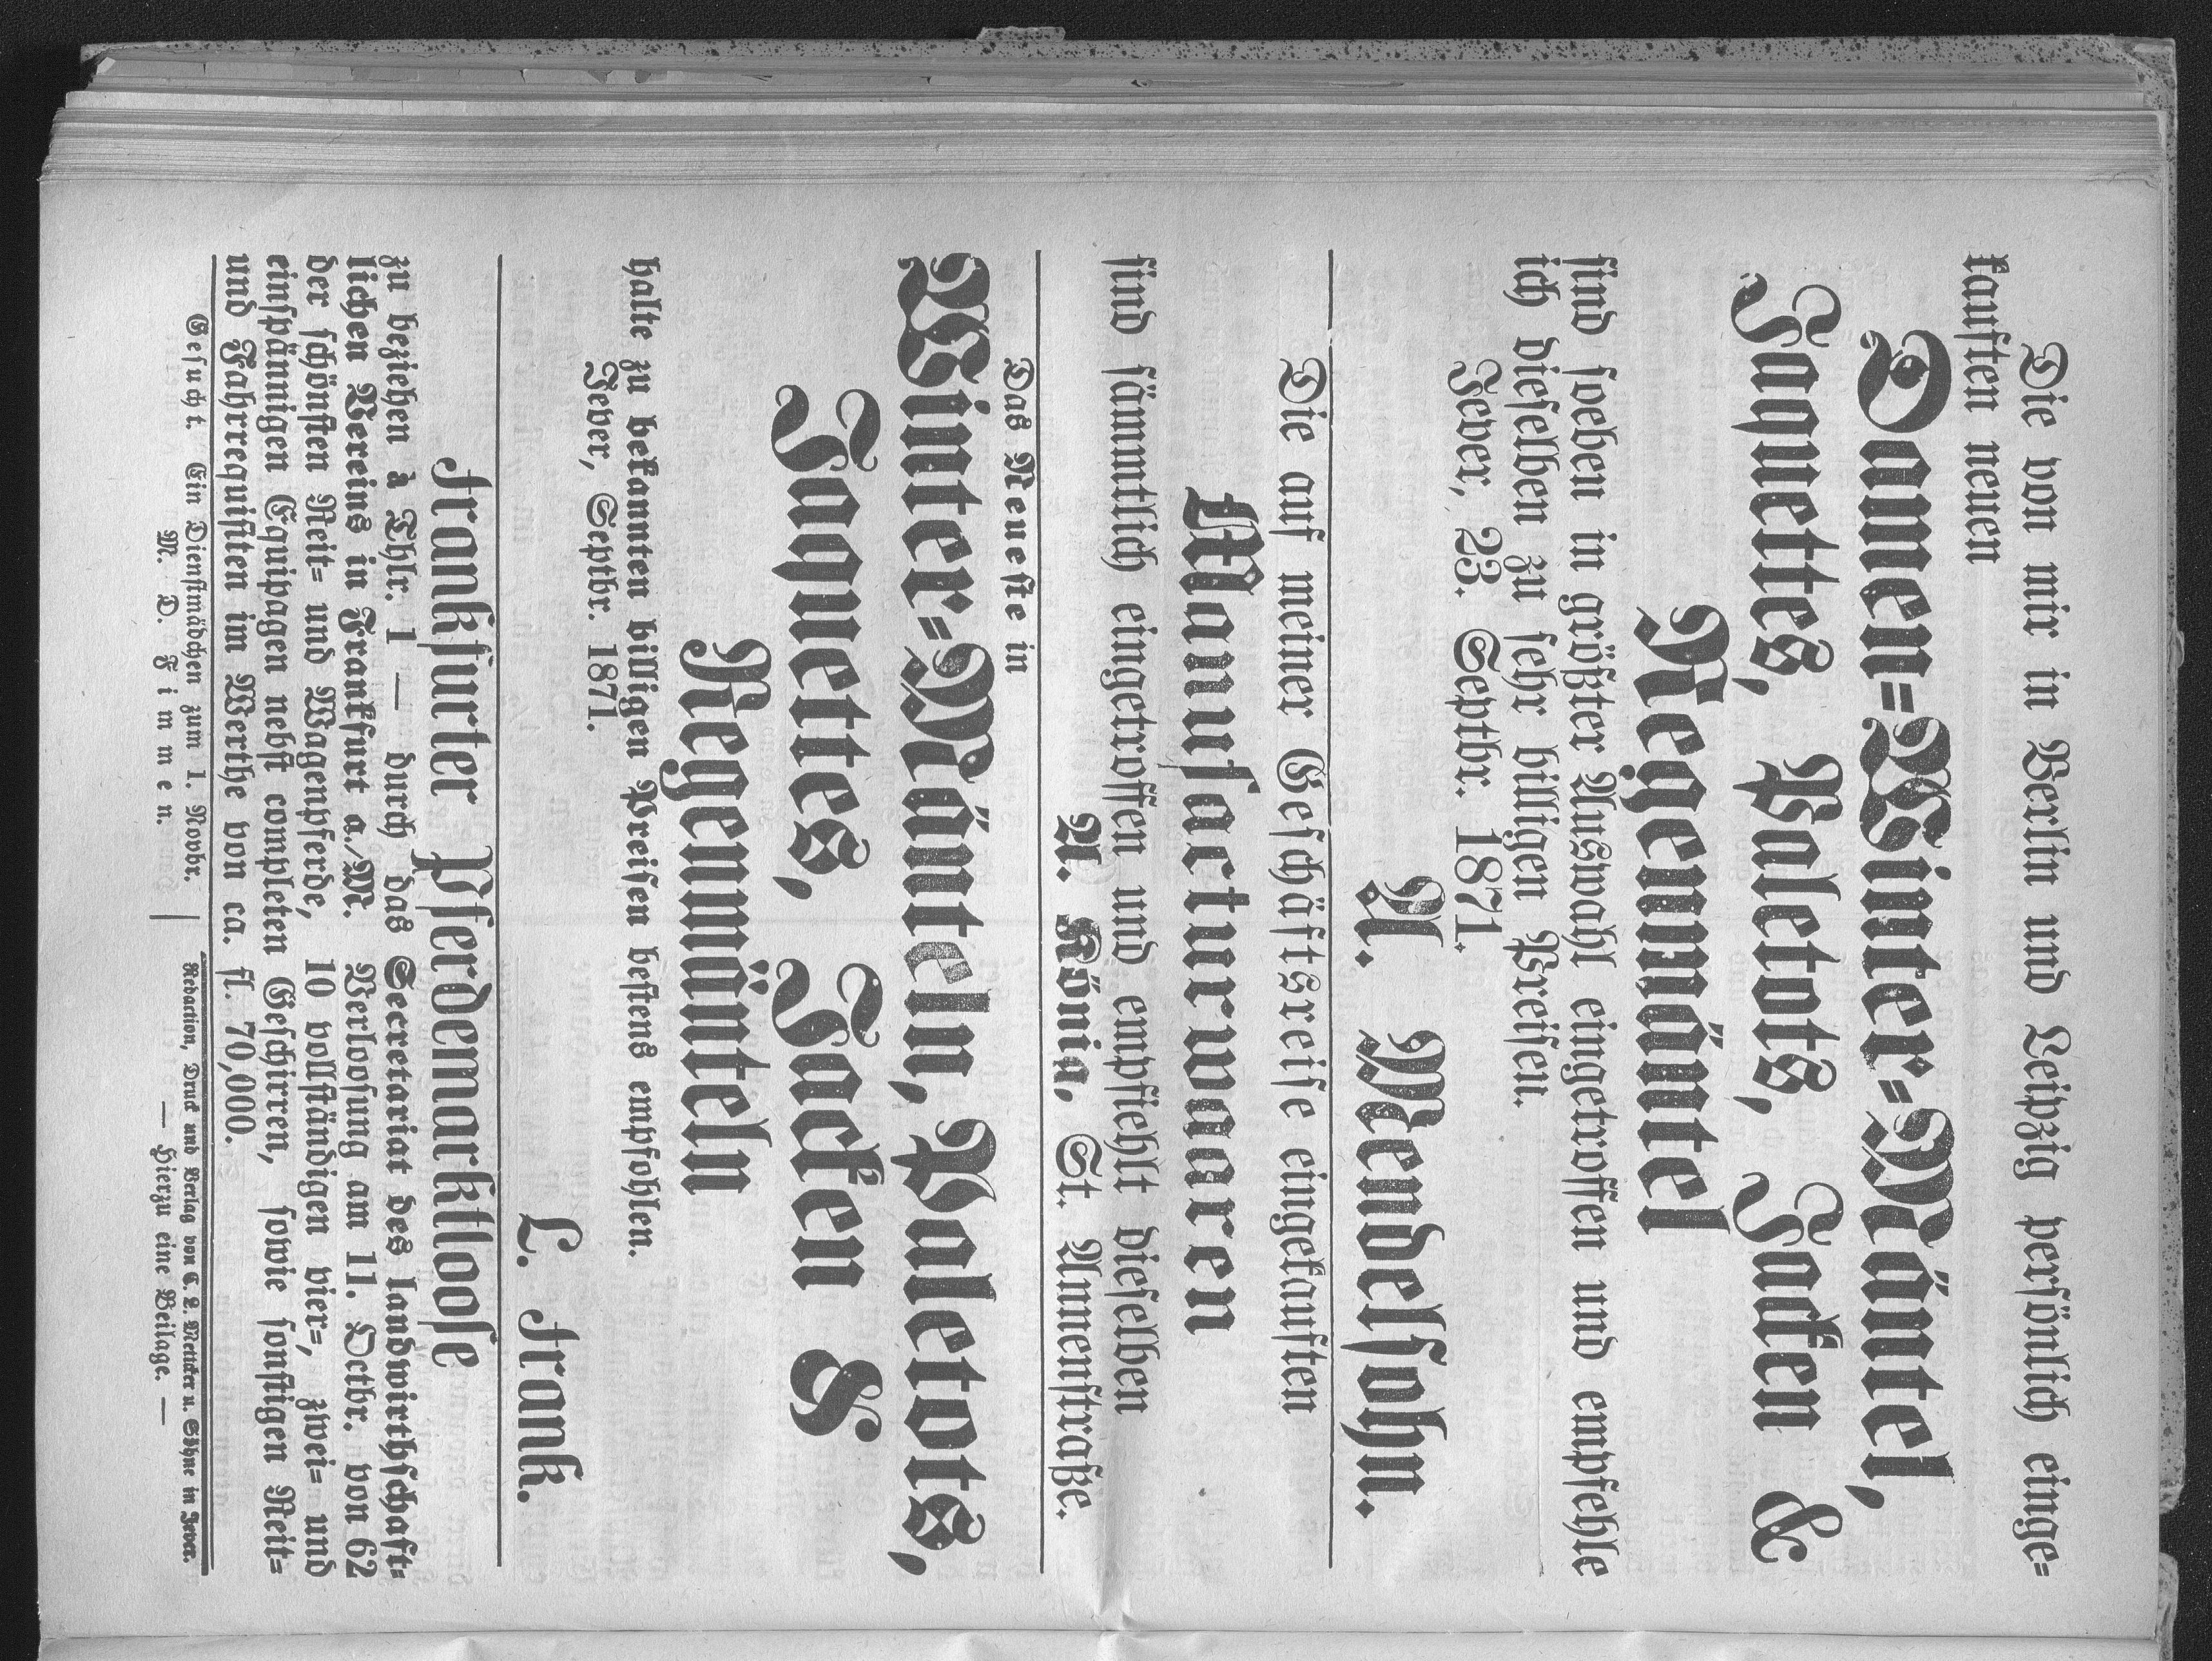 Die von mir in Berlin und Leipzig persönlich einge-
kauften neuen
Damen-Winter-Mäntel,
Jaquettes, Paletots, Jacken &
Regenmäntel
sind soeben in größter Auswahl eingetroffen und empfehle
ich dieselben zu sehr billigen Preisen.
Jever, 23. Septbr. 1871.
A. Mendelsohn.
Die auf meiner Geschäftsreise eingekauften
Manufacturwaaren
sind sämmtlich eingetroffen und empfiehlt dieselben
A. König, St. Annenstraße.
Das Neueste in
Winter-Mänteln, Paletots,
Jaquettes, Jacken &
Regenmänteln
halte zu bekannten billigen Preisen bestens empfohlen.
Jever, Septbr. 1871.
L. Frank.
Frankfurter Pferdemarktloose
zu beziehen à Thlr. 1 — durch das Secretariat des landwirthschaft-
lichen Vereins in Frankfurt a./M. Verloosung am 11. Octbr. von 62
der schönsten Reit- und Wagenpferde, 10 vollständigen vier-, zwei- und
einspännigen Equipagen nebst completen Geschirren, sowie sonstigen Reit-
und Fahrrequisiten im Werthe von ca. fl. 70,000.
Gesucht. Ein Dienstmädchen zum 1. Novbr.
M. D. Fimmen.
Redaction, Druck und Verlag von C. L. Mettcker u. Söhne in Jever.
— Hierzu eine Beilage. —